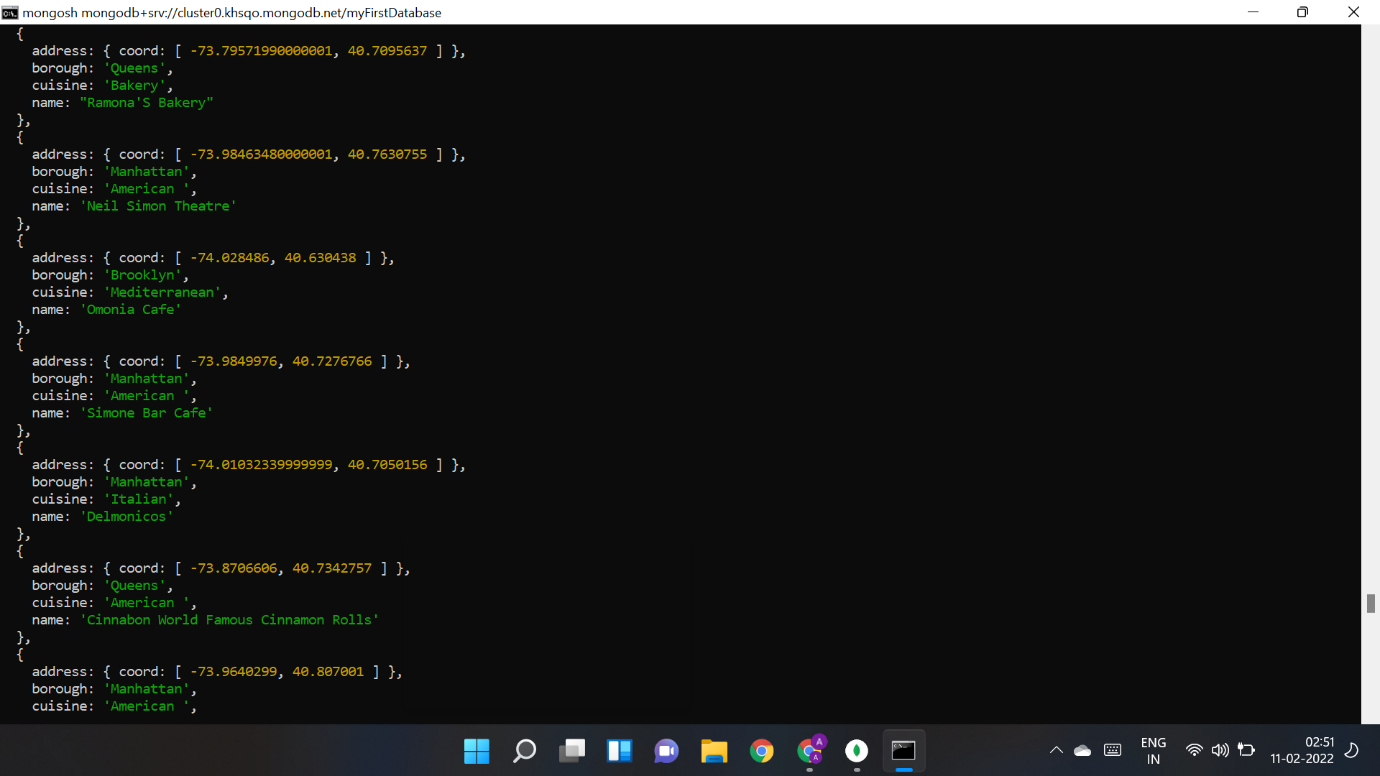 mongosh mongodb+srv://cluster0.khsqo.mongodb.net/myFirstDatabase
{
address: { coord: [ -73.79571990000001, 40.7095637 ] },
borough: 'Queens',
cuisine: 'Bakery',
name: "Ramona'S Bakery"
},
{
address: { coord: [ -73.98463480000001, 40.7630755 ] },
borough: 'Manhattan',
cuisine: 'American ',
name: 'Neil Simon Theatre'
},
{
address: { coord: [ -74.028486, 40.630438 ] },
borough: 'Brooklyn',
cuisine: 'Mediterranean',
name: 'Omonia Cafe'
},
{
address: { coord: [ -73.9849976, 40.7276766 ] },
borough: 'Manhattan',
cuisine: 'American ',
name: 'Simone Bar Cafe'
},
{
address: { coord: [ -74.01032339999999, 40.7050156 ] },
borough: 'Manhattan',
cuisine: 'Italian',
name: 'Delmonicos'
},
{
address: { coord: [ -73.8706606, 40.7342757 ] },
borough: 'Queens',
cuisine: 'American ',
name: 'Cinnabon World Famous Cinnamon Rolls'
},
{
address: { coord: [ -73.9640299, 40.807001 ] },
borough: 'Manhattan',
cuisine: 'American ',
A
A
ENG
IN
02:51
11-02-2022